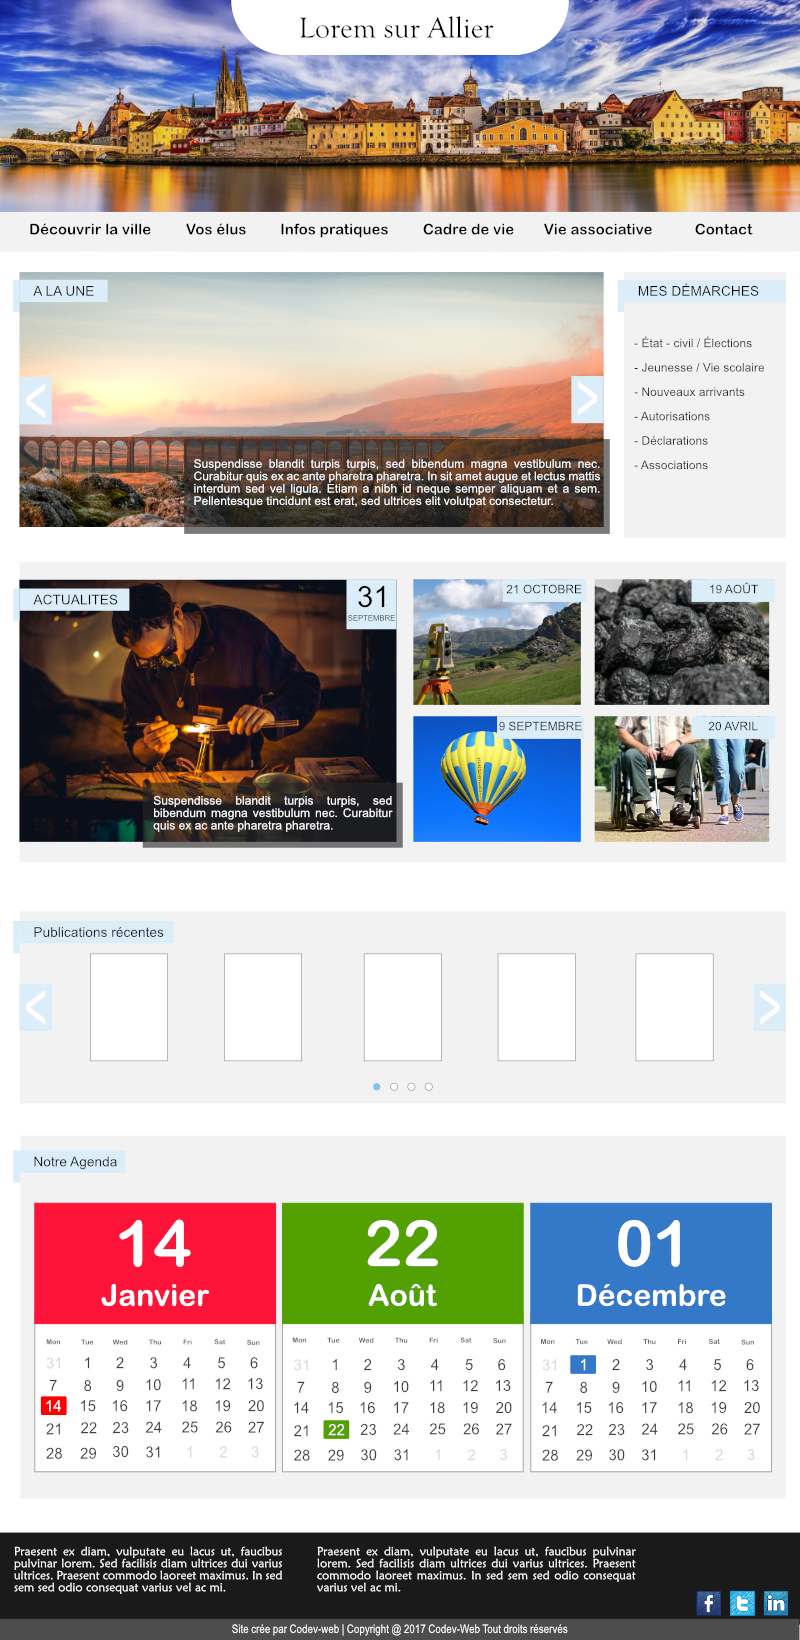 Lorem sur Allier
Découvrir la ville Vos élus Infos pratiques Cadre de vie Vie associative Contact
A LA UNE
<
>
Suspendisse blandit turpis turpis, sed bibendum magna vestibulum nec.
Curabitur quis ex ac ante pharetra pharetra. In sit amet augue et lectus mattis
interdum sed vel ligula. Etiam a nibh id neque semper aliquam et a sem.
Pellentesque tincidunt est erat, sed ultrices elit volutpat consectetur.
MES DÉMARCHES
- État - civil / Élections
- Jeunesse / Vie scolaire
- Nouveaux arrivants
- Autorisations
- Déclarations
- Associations
ACTUALITES
31
SEPTEMBRE
Suspendisse blandit turpis turpis, sed
bibendum magna vestibulum nec. Curabitur
quis ex ac ante pharetra pharetra.
21 OCTOBRE
19 AOÛT
9 SEPTEMBRE
20 AVRIL
Publications récentes
<
>
Notre Agenda
14
Janvier
Mon Tue Wed Thu Fri Sat Sun
31 1 2 3 4 5 6
7 8 9 10 11 12 13
14 15 16 17 18 19 20
21 22 23 24 25 26 27
28 29 30 31 1 2 3
22
Août
Mon Tue Wed Thu Fri Sat Sun
31 1 2 3 4 5 6
7 8 9 10 11 12 13
14 15 16 17 18 19 20
21 22 23 24 25 26 27
28 29 30 31 1 2 3
01
Décembre
Mon Tue Wed Thu Fri Sat Sun
31 1 2 3 4 5 6
7 8 9 10 11 12 13
14 15 16 17 18 19 20
21 22 23 24 25 26 27
28 29 30 31 1 2 3
Praesent ex diam, vulputate eu lacus ut, faucibus
pulvinar lorem. Sed facilisis diam ultrices dui varius
ultrices. Praesent commodo laoreet maximus. In sed
sem sed odio consequat varius vel ac mi.
Praesent ex diam, vulputate eu lacus ut, faucibus pulvinar
lorem. Sed facilisis diam ultrices dui varius ultrices. Praesent
commodo laoreet maximus. In sed sem sed odio consequat
varius vel ac mi.
f t in
Site crée par Codev-web | Copyright @ 2017 Codev-Web Tout droits réservés